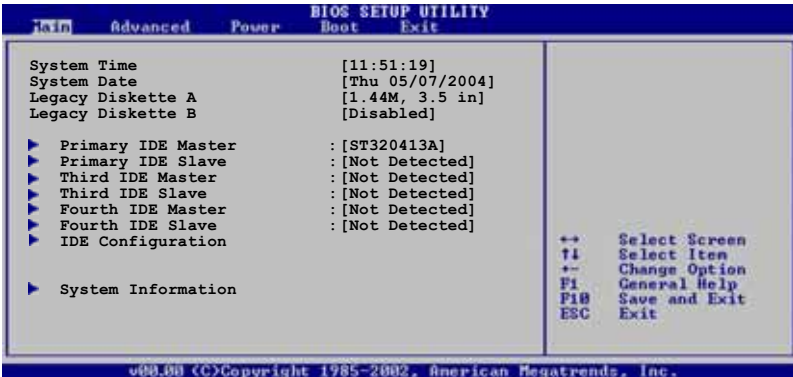 BIOS SETUP UTILITY
Main Advanced Power Boot Exit
System Time [11:51:19]
System Date [Thu 05/07/2004]
Legacy Diskette A [1.44M, 3.5 in]
Legacy Diskette B [Disabled]
Primary IDE Master :[ST320413A]
Primary IDE Slave :[Not Detected]
Third IDE Master :[Not Detected]
Third IDE Slave :[Not Detected]
Fourth IDE Master :[Not Detected]
Fourth IDE Slave :[Not Detected]
IDE Configuration
System Information
↔ Select Screen
↑↓ Select Item
+- Change Option
F1 General Help
F10 Save and Exit
ESC Exit
v00.00 (C)Copyright 1985-2002, American Megatrends, Inc.